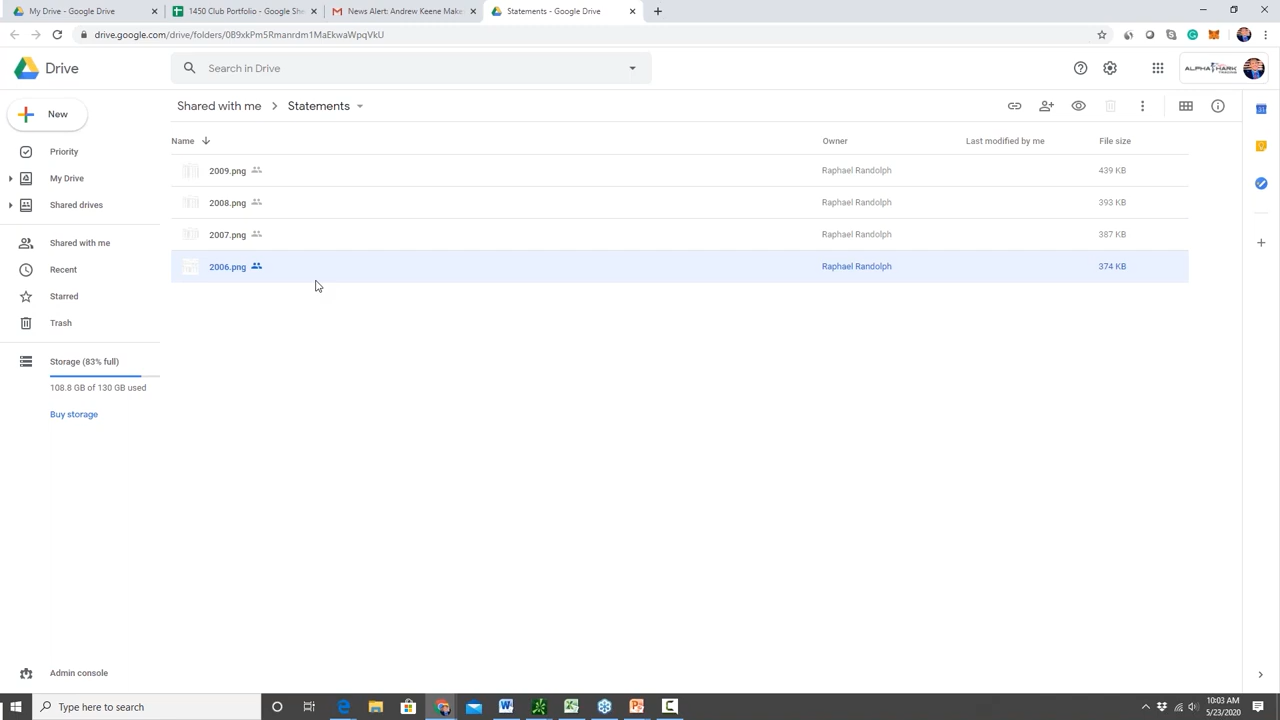 My Drive - Google Drive
T450 Club Portfolio - Google She
News Alert: Andrew Keene Make
Statements - Google Drive
drive.google.com/drive/folders/0B9xkPm5Rmanrdm1MaEkwaWpqVkU
Drive
Search in Drive
ALPHA SHARK
New
Shared with me > Statements
Name
Owner
Last modified by me
File size
Priority
My Drive
Shared drives
Shared with me
Recent
Starred
Trash
Storage (83% full)
108.8 GB of 130 GB used
Buy storage
2009.png Raphael Randolph 439 KB
2008.png Raphael Randolph 393 KB
2007.png Raphael Randolph 387 KB
2006.png Raphael Randolph 374 KB
Admin console
Type here to search
10:03 AM
5/23/2020